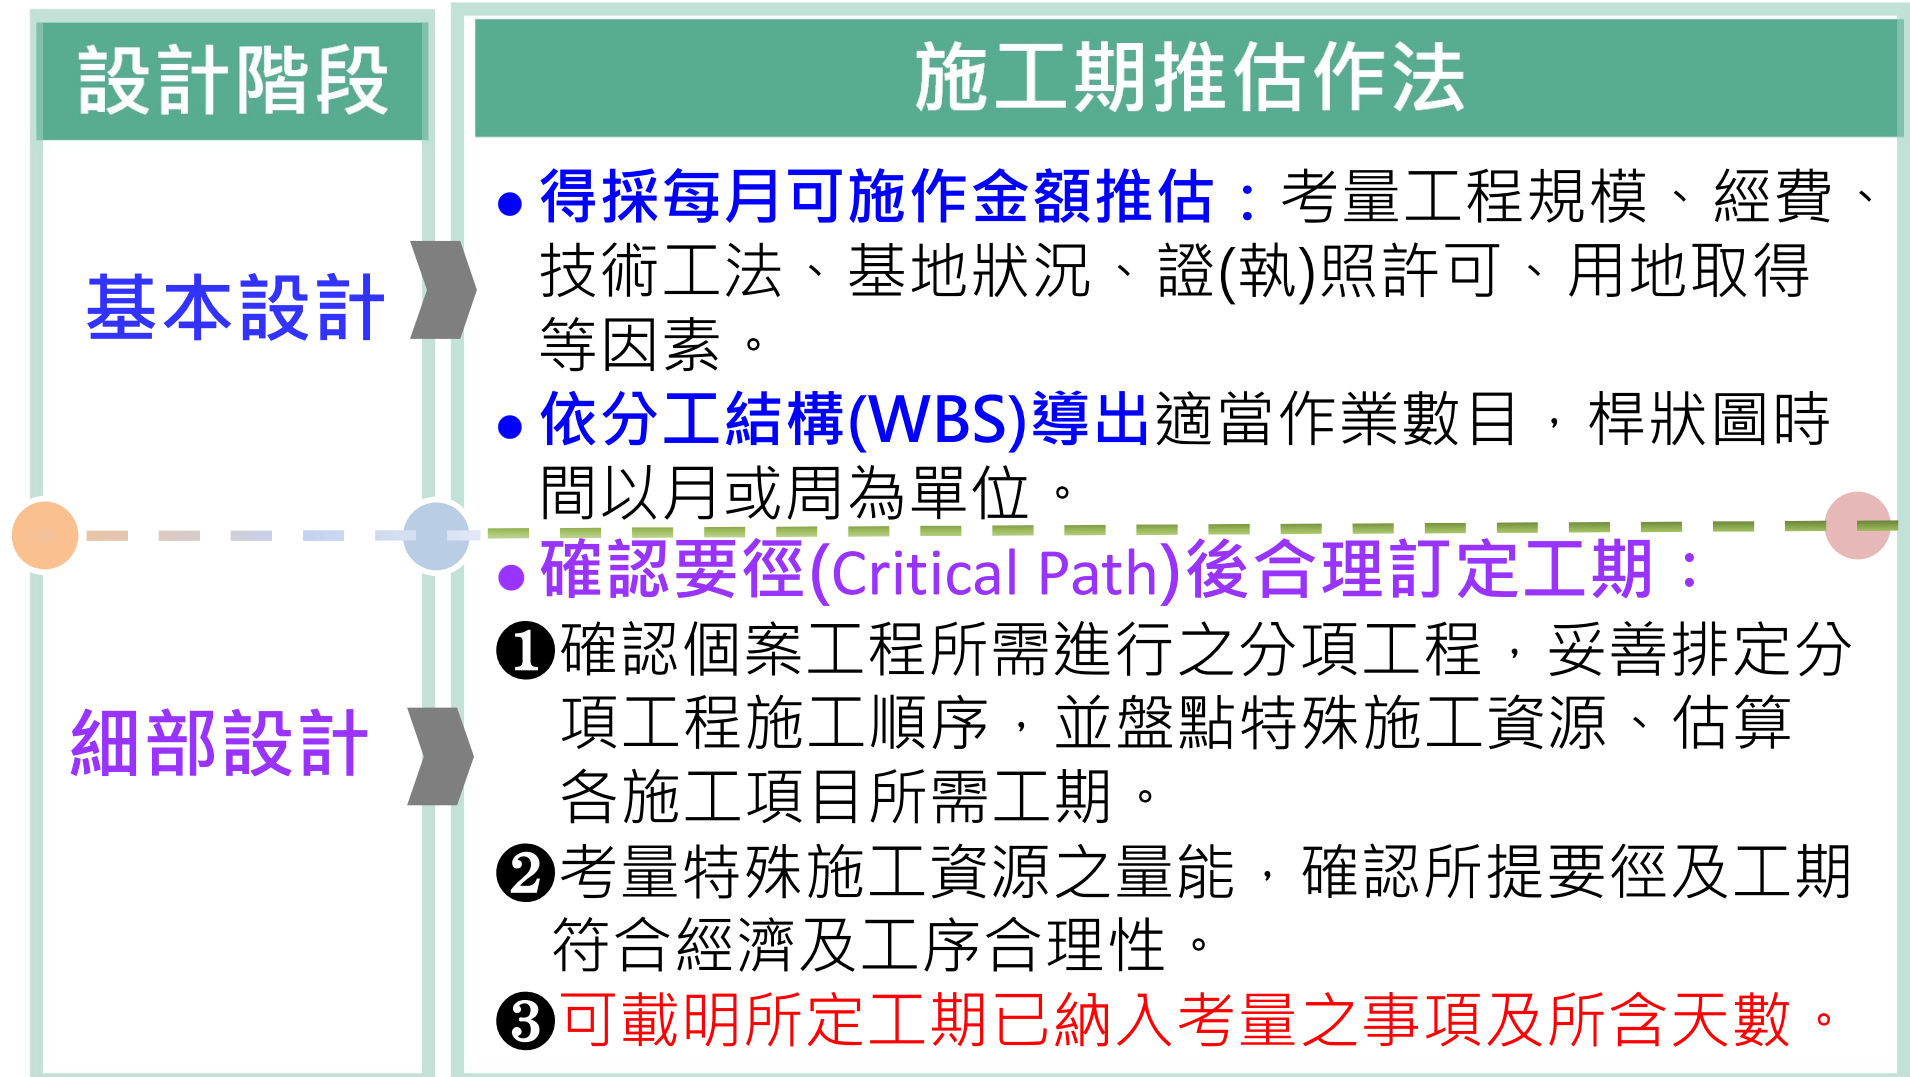 設計階段
施工期推估作法
基本設計
●得採每月可施作金額推估：考量工程規模、經費、
技術工法、基地狀況、證(執)照許可、用地取得
等因素。
●依分工結構(WBS)導出適當作業數目，桿狀圖時
間以月或周為單位。
細部設計
●確認要徑(Critical Path)後合理訂定工期：
❶確認個案工程所需進行之分項工程，妥善排定分
項工程施工順序，並盤點特殊施工資源、估算
各施工項目所需工期。
❷考量特殊施工資源之量能，確認所提要徑及工期
符合經濟及工序合理性。
❸可載明所定工期已納入考量之事項及所含天數。